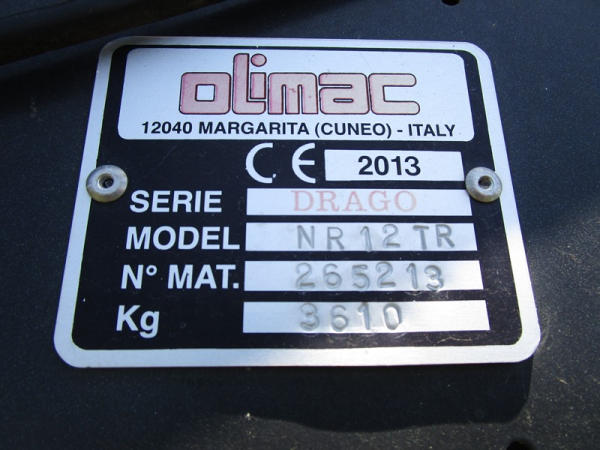 olimac
12040 MARGARITA (CUNEO) - ITALY
CE 2013
SERIE DRAGO
MODEL NR12TR
N° MAT. 265213
Kg 3610